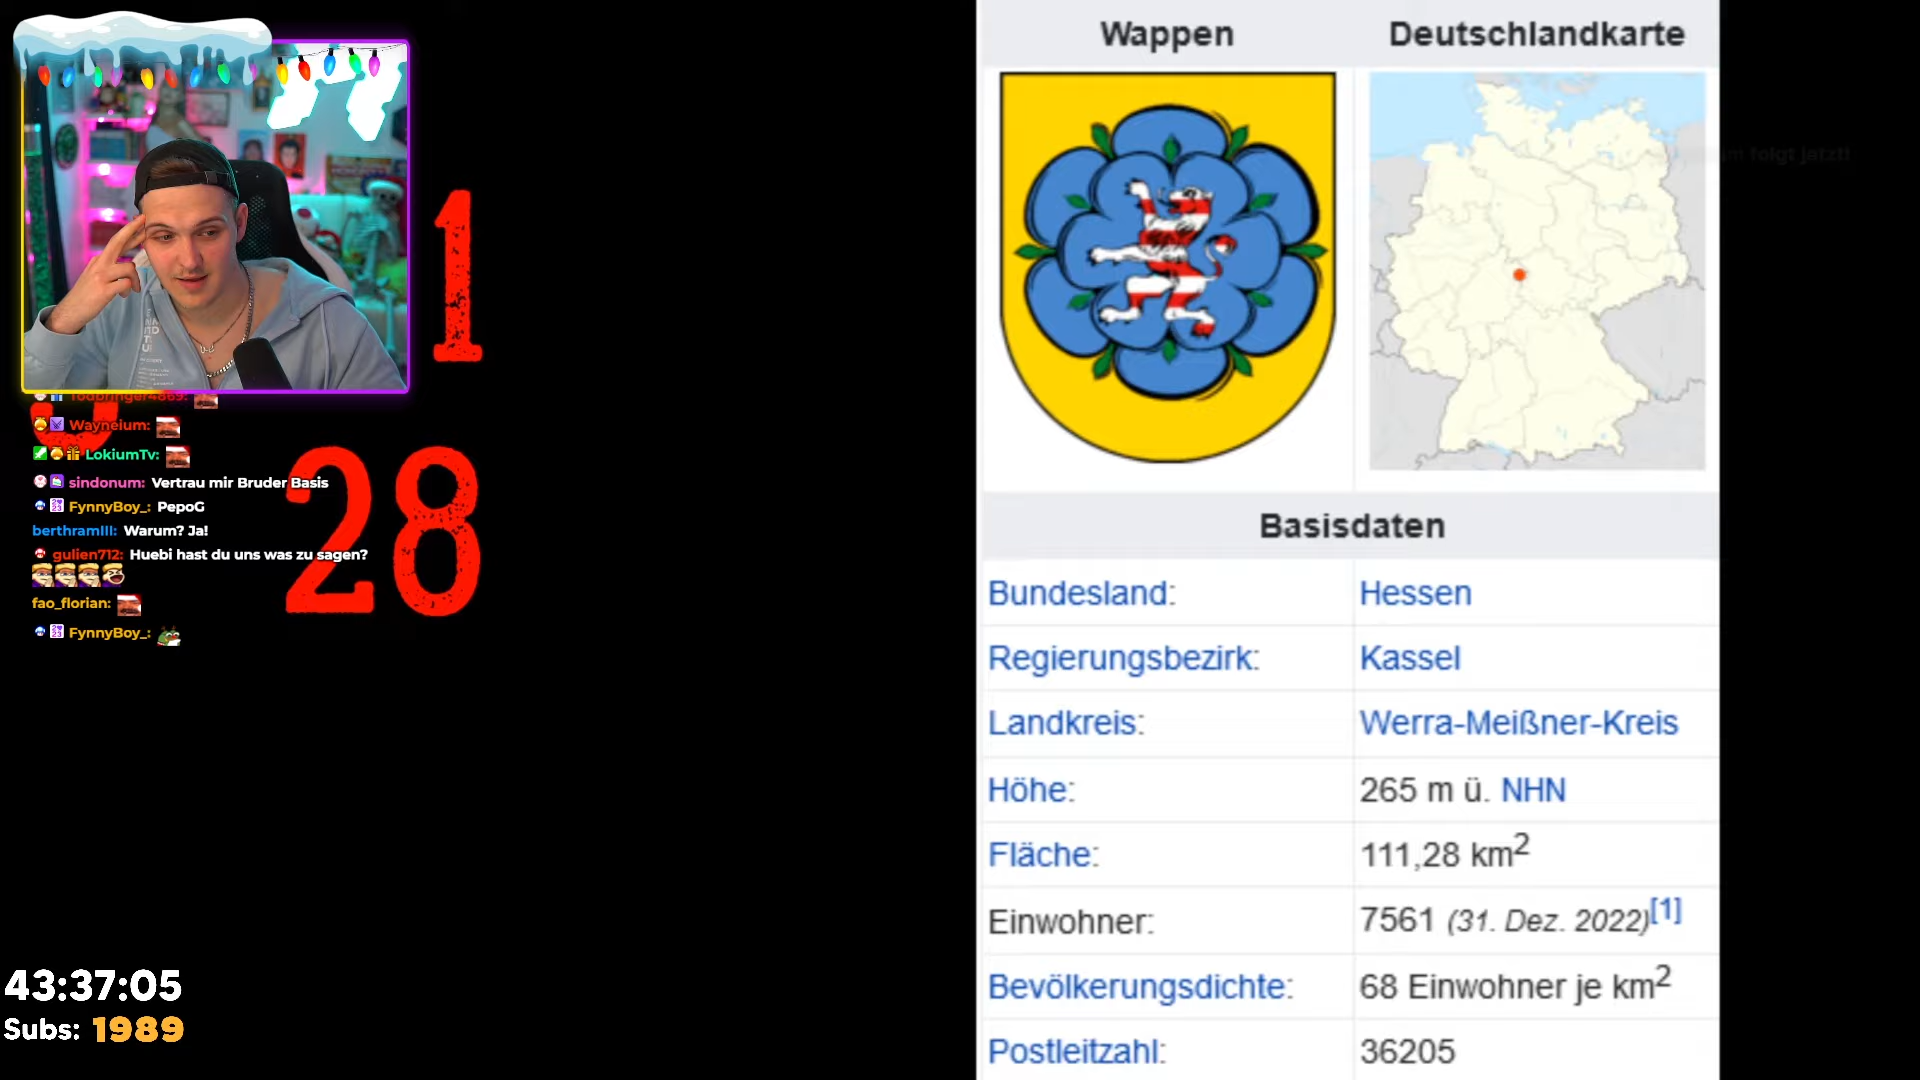 Wappen
Deutschlandkarte
m folgt jetzt!
1
28
Todbringer4869:
Wayneium:
LokiumTv:
sindonum: Vertrau mir Bruder Basis
FynnyBoy_: PepoG
berthramIII: Warum? Ja!
gulien712: Huebi hast du uns was zu sagen?
fao_florian:
FynnyBoy_:
Basisdaten
Bundesland: Hessen
Regierungsbezirk: Kassel
Landkreis: Werra-Meißner-Kreis
Höhe: 265 m ü. NHN
Fläche: 111,28 km²
Einwohner: 7561 (31. Dez. 2022)[1]
Bevölkerungsdichte: 68 Einwohner je km²
Postleitzahl: 36205
43:37:05
Subs: 1989